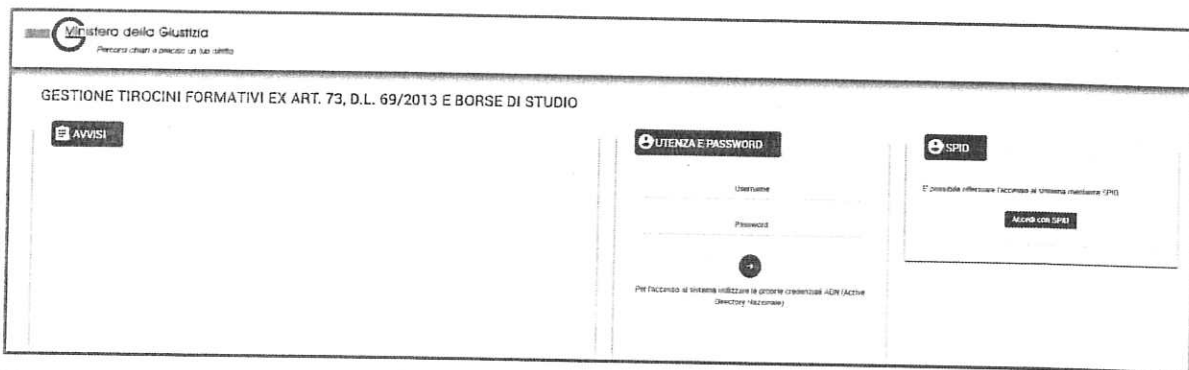 Ministero della Giustizia
Percorsi chiari e precisi un tuo diritto
GESTIONE TIROCINI FORMATIVI EX ART. 73, D.L. 69/2013 E BORSE DI STUDIO
AVVISI
UTENZA E PASSWORD
Username
Password
Per l'accesso al sistema utilizzare le proprie credenziali ADN (Active
Directory Nazionale)
SPID
E' possibile effettuare l'accesso al sistema mediante SPID
Accedi con SPID